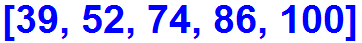 [39, 52, 74, 86, 100]